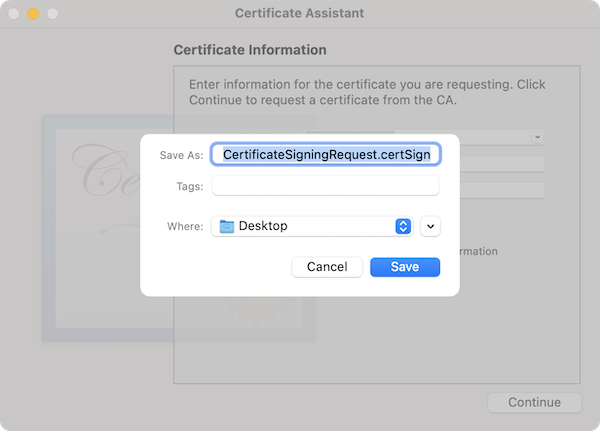 Certificate Assistant
Certificate Information
Enter information for the certificate you are requesting. Click
Continue to request a certificate from the CA.
Save As: CertificateSigningRequest.certSign
Tags:
Where: Desktop
rmation
Cancel Save
Continue